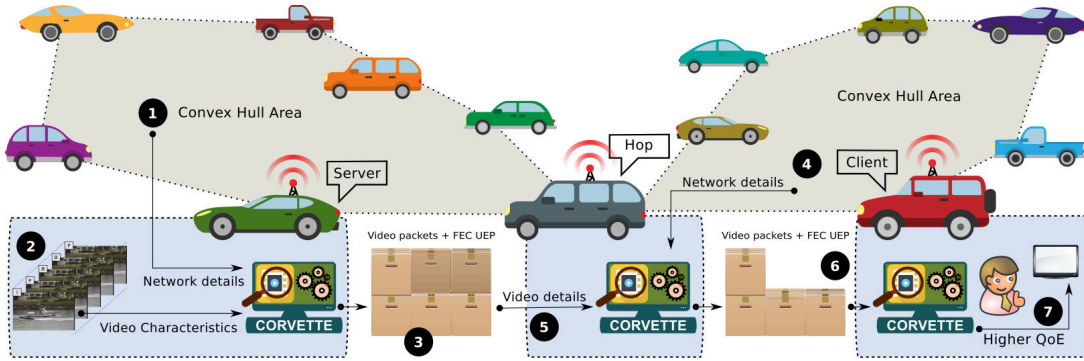 1
Convex Hull Area
Convex Hull Area
Hop
Server
4
Client
Network details
2
Video packets + FEC UEP
Video packets + FEC UEP
6
Network details
Video details
CORVETTE
CORVETTE
CORVETTE
Video Characteristics
3
5
7
Higher QoE